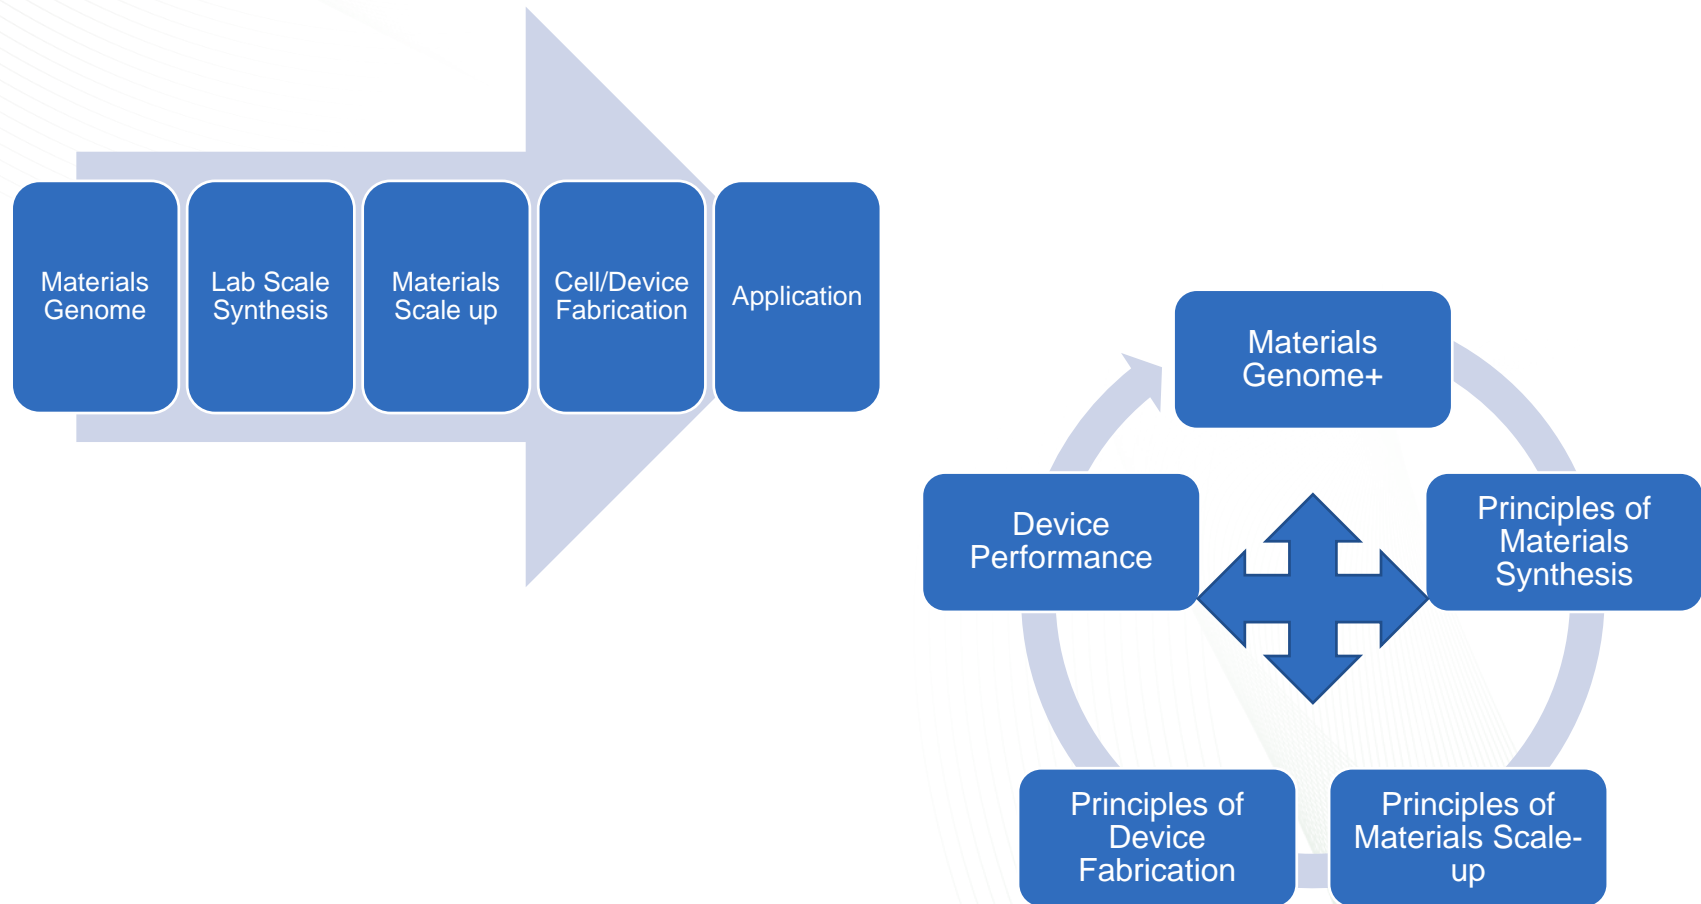 Materials
Genome
Lab Scale
Synthesis
Materials
Scale up
Cell/Device
Fabrication
Application
Materials
Genome+
Principles of
Materials
Synthesis
Principles of
Materials Scale-
up
Principles of
Device
Fabrication
Device
Performance